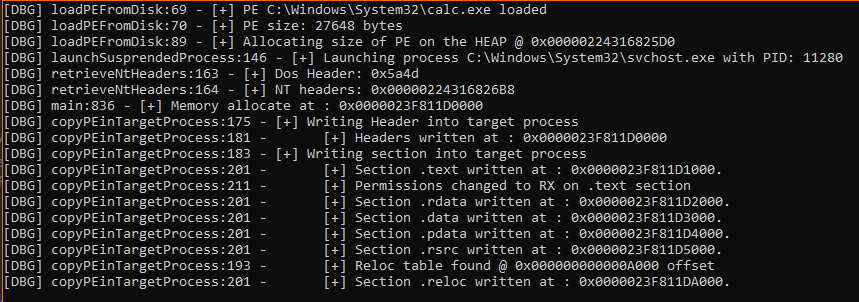 [DBG] loadPEFromDisk:69 - [+] PE C:\Windows\System32\calc.exe loaded
[DBG] loadPEFromDisk:70 - [+] PE size: 27648 bytes
[DBG] loadPEFromDisk:89 - [+] Allocating size of PE on the HEAP @ 0x00000224316825D0
[DBG] launchSusprendedProcess:146 - [+] Launching process C:\Windows\System32\svchost.exe with PID: 11280
[DBG] retrieveNtHeaders:163 - [+] Dos Header: 0x5a4d
[DBG] retrieveNtHeaders:164 - [+] NT headers: 0x00000224316826B8
[DBG] main:836 - [+] Memory allocate at : 0x0000023F811D0000
[DBG] copyPEinTargetProcess:175 - [+] Writing Header into target process
[DBG] copyPEinTargetProcess:181 - [+] Headers written at : 0x0000023F811D0000
[DBG] copyPEinTargetProcess:183 - [+] Writing section into target process
[DBG] copyPEinTargetProcess:201 - [+] Section .text written at : 0x0000023F811D1000.
[DBG] copyPEinTargetProcess:211 - [+] Permissions changed to RX on .text section
[DBG] copyPEinTargetProcess:201 - [+] Section .rdata written at : 0x0000023F811D2000.
[DBG] copyPEinTargetProcess:201 - [+] Section .data written at : 0x0000023F811D3000.
[DBG] copyPEinTargetProcess:201 - [+] Section .pdata written at : 0x0000023F811D4000.
[DBG] copyPEinTargetProcess:201 - [+] Section .rsrc written at : 0x0000023F811D5000.
[DBG] copyPEinTargetProcess:193 - [+] Reloc table found @ 0x000000000000A000 offset
[DBG] copyPEinTargetProcess:201 - [+] Section .reloc written at : 0x0000023F811DA000.